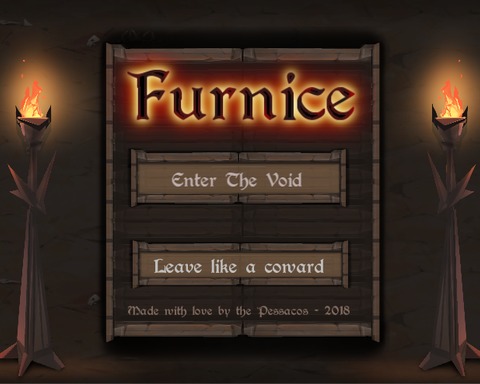 Furnice
Enter The Void
Leave like a coward
Made with love by the Pessacos - 2018